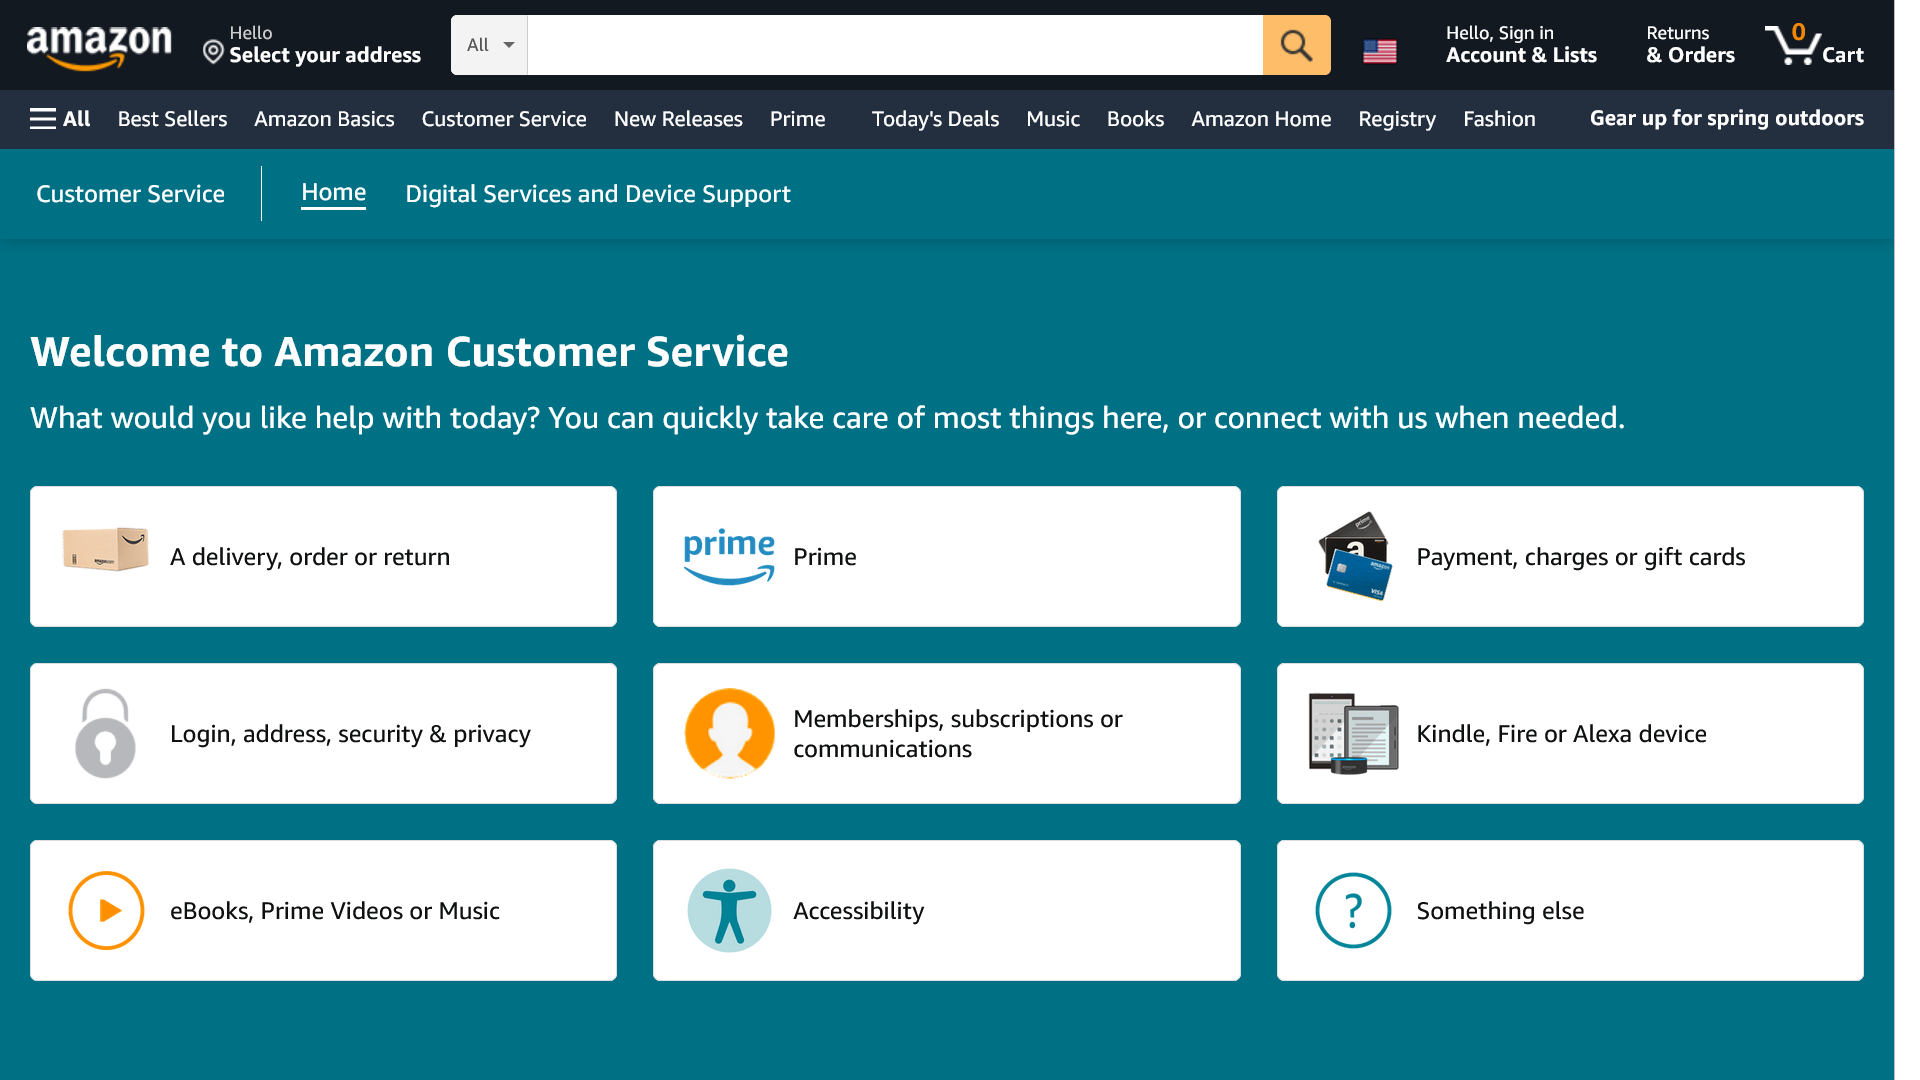 amazon
Hello
Select your address
All
Hello, Sign in
Account & Lists
Returns
& Orders
0
Cart
All
Best Sellers
Amazon Basics
Customer Service
New Releases
Prime
Today's Deals
Music
Books
Amazon Home
Registry
Fashion
Gear up for spring outdoors
Customer Service
Home
Digital Services and Device Support
Welcome to Amazon Customer Service
What would you like help with today? You can quickly take care of most things here, or connect with us when needed.
A delivery, order or return
prime
Prime
prime
a
amazon
VISA
Payment, charges or gift cards
Login, address, security & privacy
Memberships, subscriptions or
communications
Kindle, Fire or Alexa device
eBooks, Prime Videos or Music
Accessibility
?
Something else